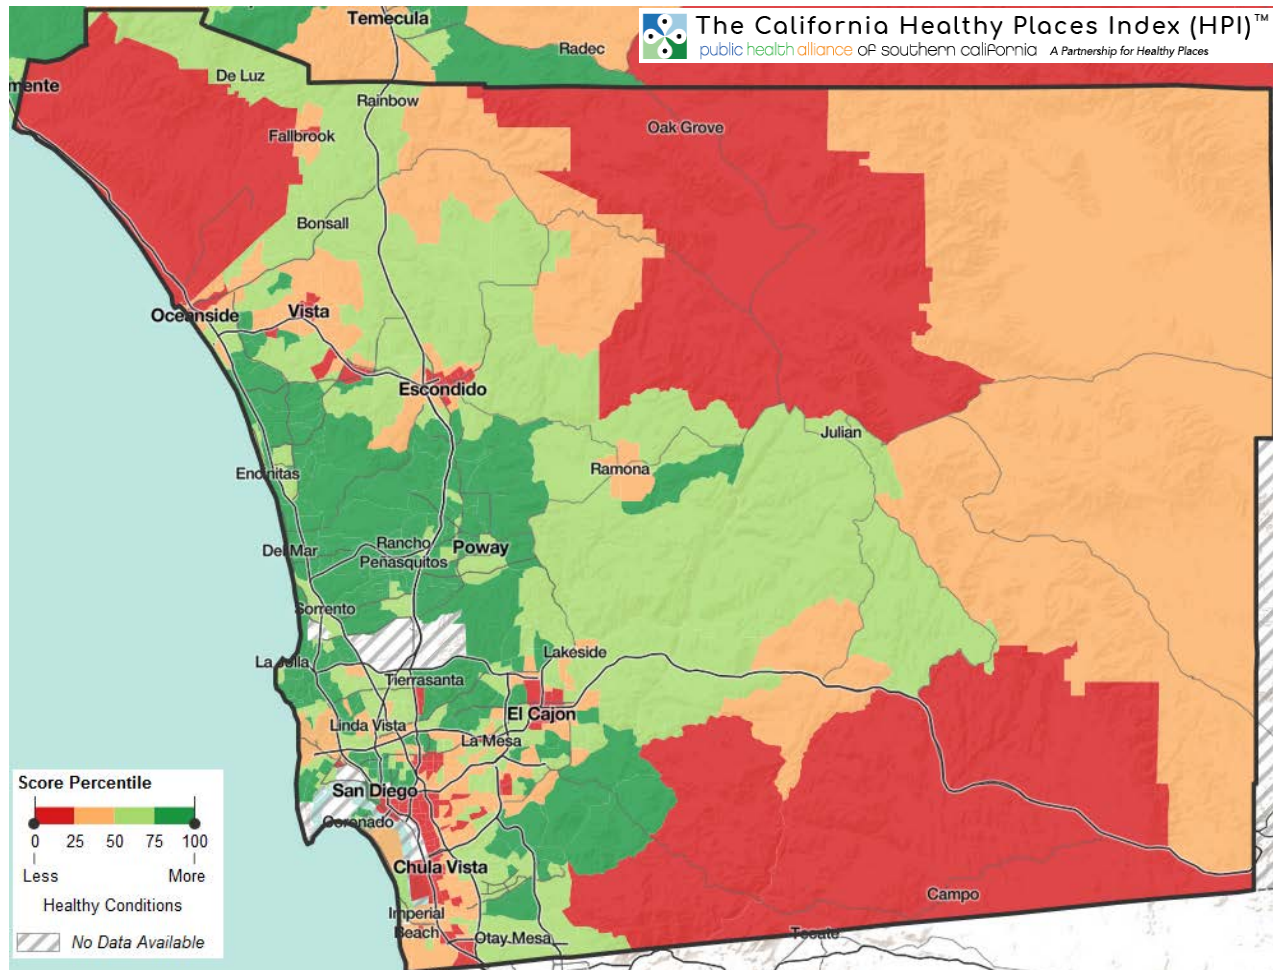 The California Healthy Places Index (HPI)™
public health alliance of southern california A Partnership for Healthy Places
Temecula
Radec
De Luz
mente
Rainbow
Oak Grove
Fallbrook
Bonsall
Oceanside
Vista
Escondido
Julian
Encinitas
Ramona
Del Mar
Rancho
Peñasquitos
Poway
Sorrento
La Jolla
Lakeside
Tierrasanta
El Cajon
Linda Vista
La Mesa
San Diego
Coronado
Chula Vista
Campo
Imperial
Beach
Otay Mesa
Tecate
Score Percentile
0 25 50 75 100
Less More
Healthy Conditions
No Data Available